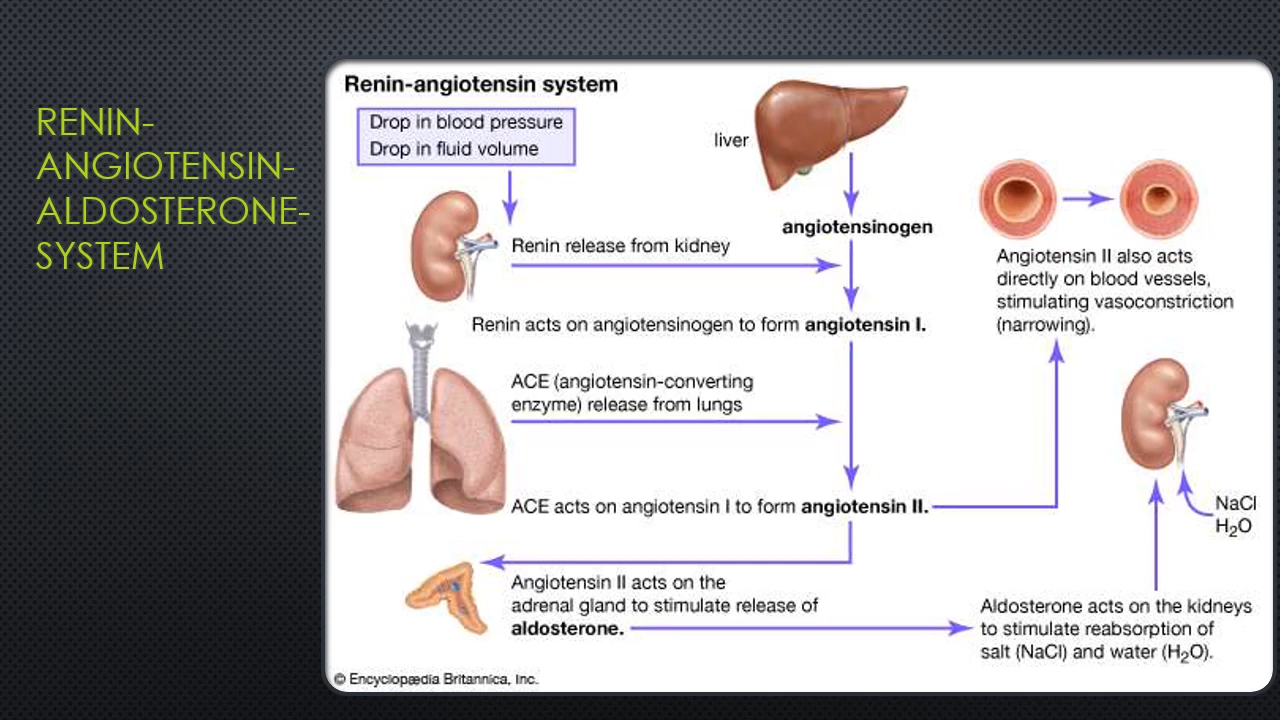 RENIN-
ANGIOTENSIN-
ALDOSTERONE-
SYSTEM
Renin-angiotensin system
Drop in blood pressure
Drop in fluid volume
liver
angiotensinogen
Renin release from kidney
Renin acts on angiotensinogen to form angiotensin I.
ACE (angiotensin-converting
enzyme) release from lungs
ACE acts on angiotensin I to form angiotensin II.
Angiotensin II also acts
directly on blood vessels,
stimulating vasoconstriction
(narrowing).
Angiotensin II acts on the
adrenal gland to stimulate release of
aldosterone.
NaCl
H₂O
Aldosterone acts on the kidneys
to stimulate reabsorption of
salt (NaCl) and water (H₂O).
© Encyclopædia Britannica, Inc.